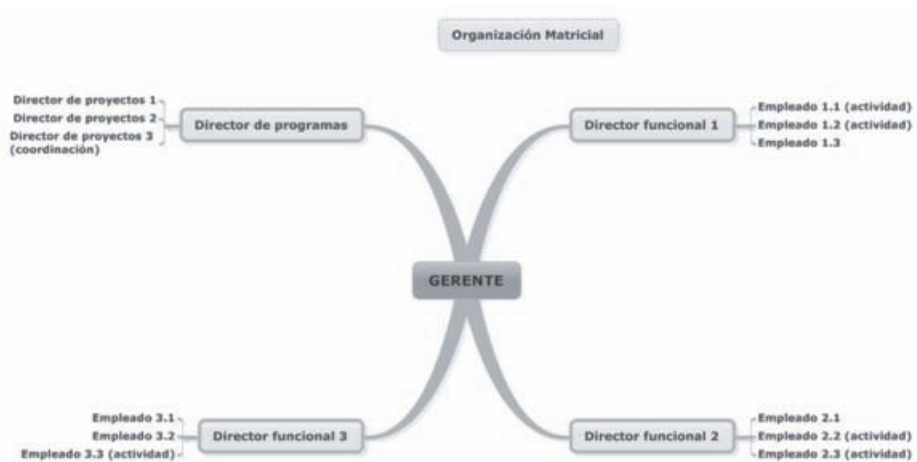 Organización Matricial
Director de proyectos 1
Director de proyectos 2
Director de proyectos 3
(coordinación)
Director de programas
Director funcional 1
Empleado 1.1 (actividad)
Empleado 1.2 (actividad)
Empleado 1.3
GERENTE
Empleado 3.1
Empleado 3.2
Empleado 3.3 (actividad)
Director funcional 3
Director funcional 2
Empleado 2.1
Empleado 2.2 (actividad)
Empleado 2.3 (actividad)